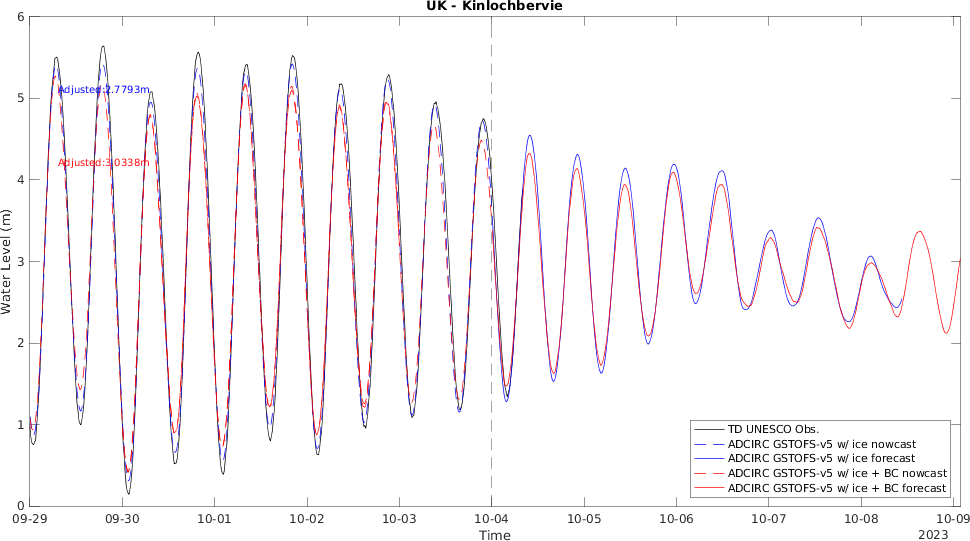 UK - Kinlochbervie
6
5
4
3
2
1
0
Water Level (m)
Adjusted:2.7793m
Adjusted:3.0338m
TD UNESCO Obs.
ADCIRC GSTOFS-v5 w/ ice nowcast
ADCIRC GSTOFS-v5 w/ ice forecast
ADCIRC GSTOFS-v5 w/ ice + BC nowcast
ADCIRC GSTOFS-v5 w/ ice + BC forecast
09-29 09-30 10-01 10-02 10-03 10-04 10-05 10-06 10-07 10-08 10-09
Time
2023